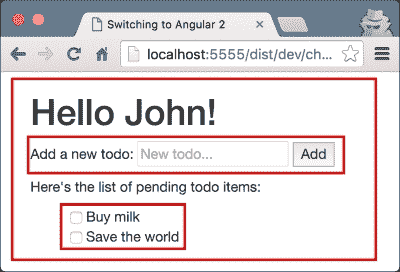 Switching to Angular 2
localhost:5555/dist/dev/ch...
Hello John!
Add a new todo: New todo... Add
Here's the list of pending todo items:
Buy milk
Save the world